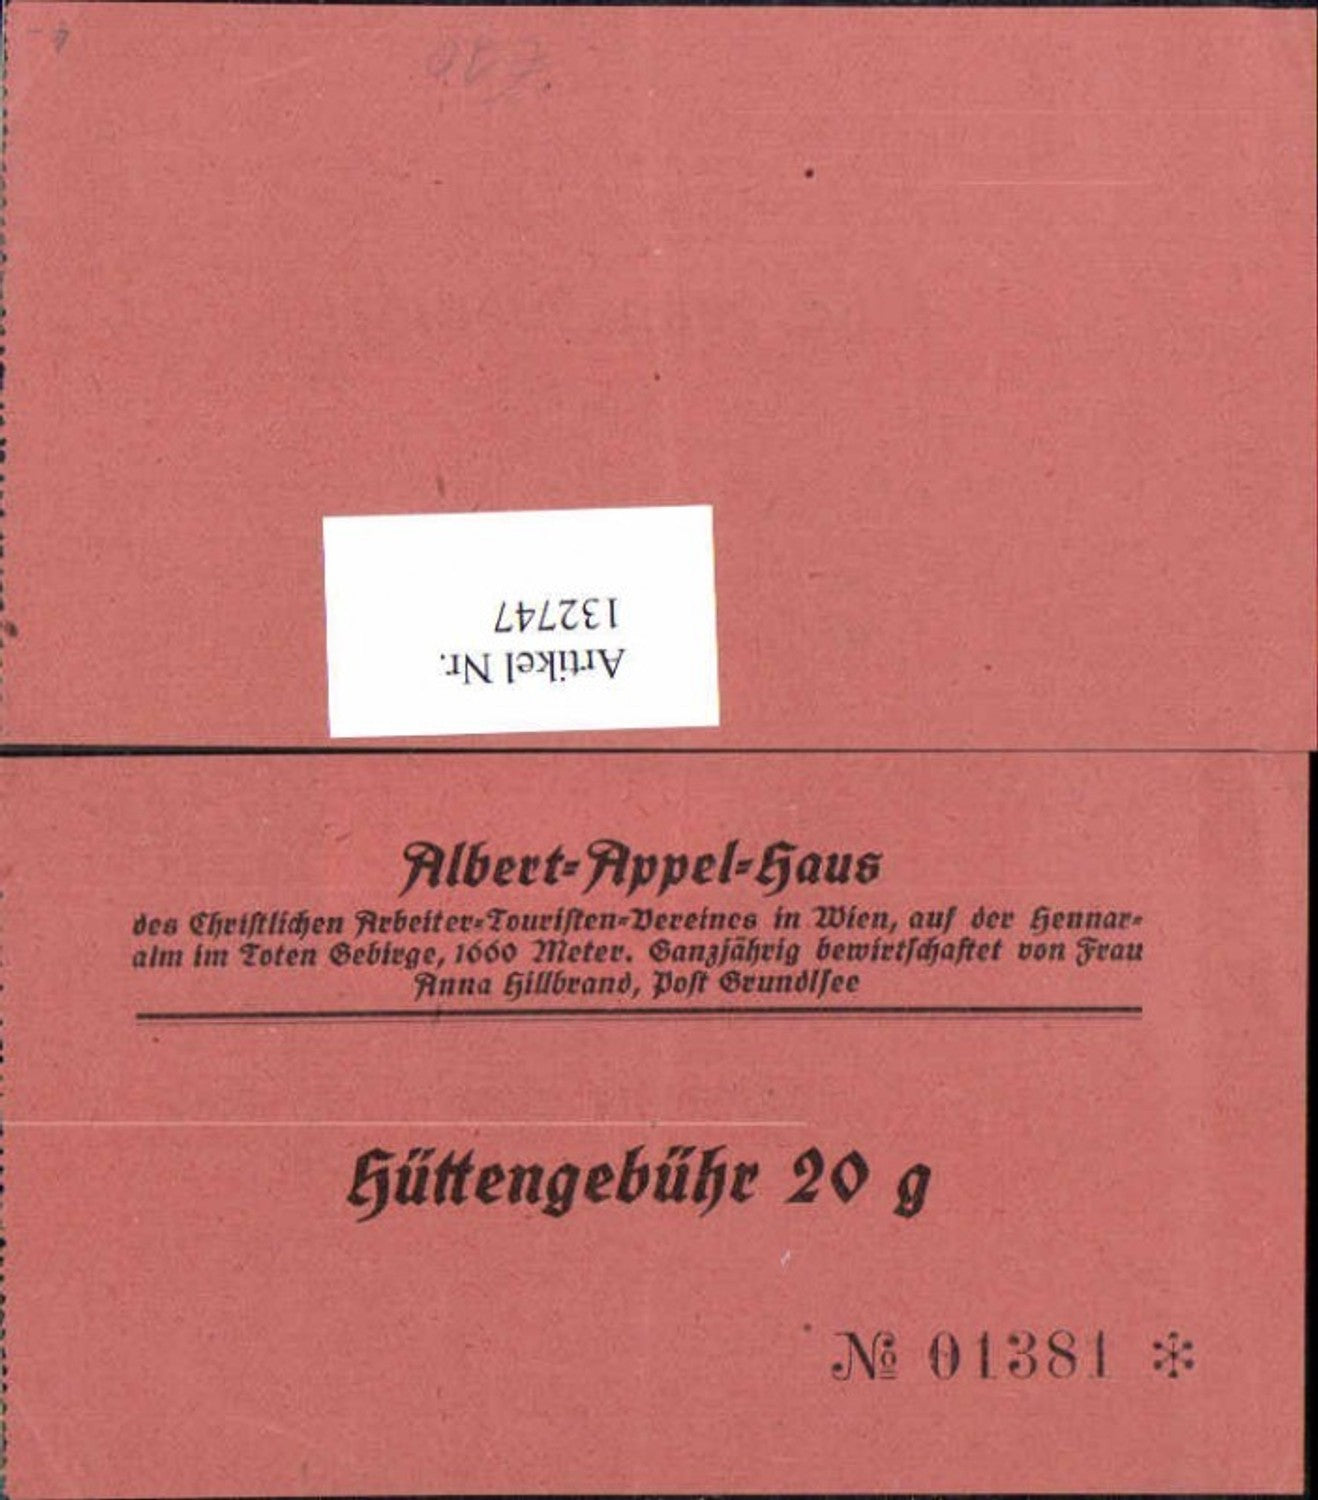 Artikel Nr.
132747
Albert-Appel-Haus
des Christlichen Arbeiter-Touristen-Vereines in Wien, auf der Hennar-
alm im Toten Gebirge, 1660 Meter. Ganzjährig bewirtschaftet von Frau
Anna Hillbrand, Post Grundlsee
Hüttengebühr 20 g
№ 01381 *